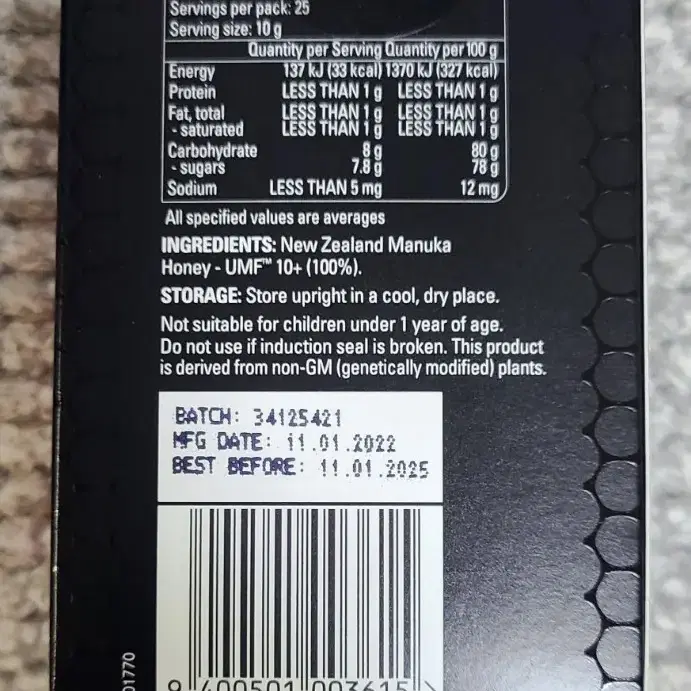 Servings per pack: 25
Serving size: 10 g
Quantity per Serving Quantity per 100 g
Energy 137 kJ (33 kcal) 1370 kJ (327 kcal)
Protein LESS THAN 1 g LESS THAN 1 g
Fat, total LESS THAN 1 g LESS THAN 1 g
- saturated LESS THAN 1 g LESS THAN 1 g
Carbohydrate 8 g 80 g
- sugars 7.8 g 78 g
Sodium LESS THAN 5 mg 12 mg
All specified values are averages
INGREDIENTS: New Zealand Manuka
Honey - UMF™ 10+ (100%).
STORAGE: Store upright in a cool, dry place.
Not suitable for children under 1 year of age.
Do not use if induction seal is broken. This product
is derived from non-GM (genetically modified) plants.
BATCH: 34125421
MFG DATE: 11.01.2022
BEST BEFORE: 11.01.2025
9 400501 003615 >
01770